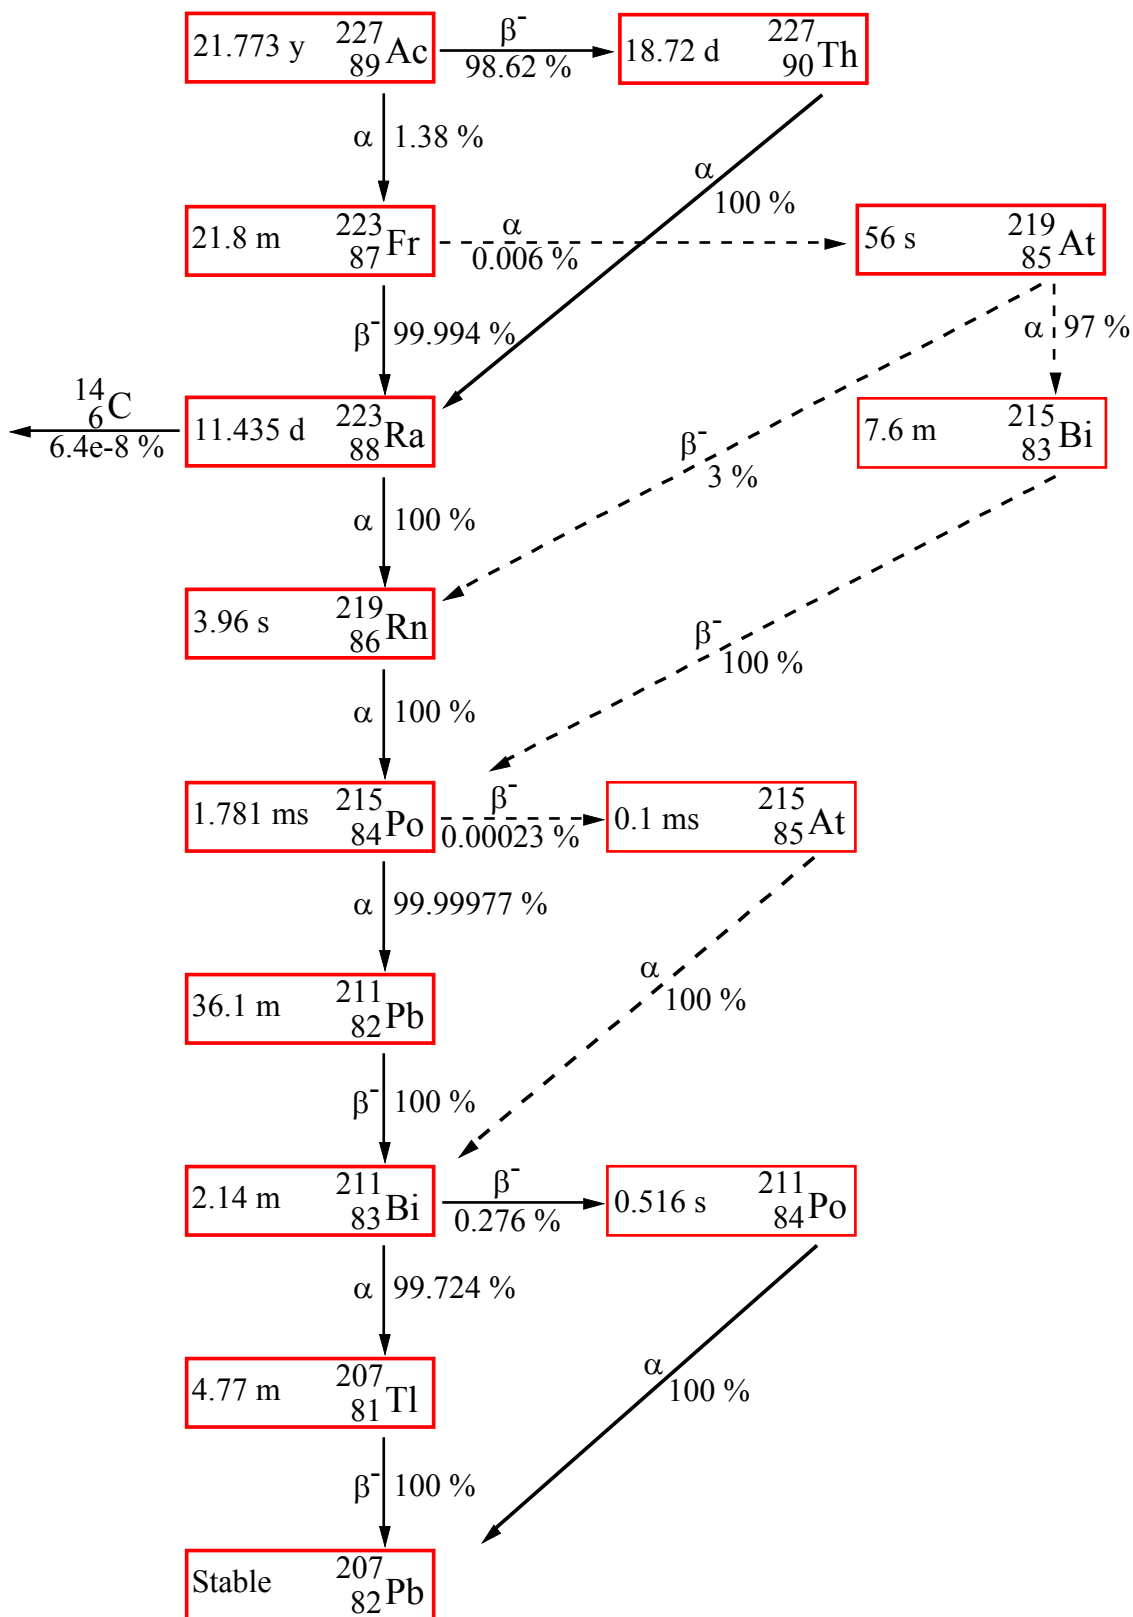 21.773 y 227 89 Ac
β-
98.62 %
18.72 d 227 90 Th
α 1.38 %
α
100 %
21.8 m 223 87 Fr
α
0.006 %
56 s 219 85 At
β- 99.994 %
α 97 %
14 6 C
6.4e-8 %
11.435 d 223 88 Ra
7.6 m 215 83 Bi
β-
3 %
α 100 %
3.96 s 219 86 Rn
β-
100 %
α 100 %
1.781 ms 215 84 Po
β-
0.00023 %
0.1 ms 215 85 At
α 99.99977 %
α
100 %
36.1 m 211 82 Pb
β- 100 %
2.14 m 211 83 Bi
β-
0.276 %
0.516 s 211 84 Po
α 99.724 %
α
100 %
4.77 m 207 81 Tl
β- 100 %
Stable 207 82 Pb